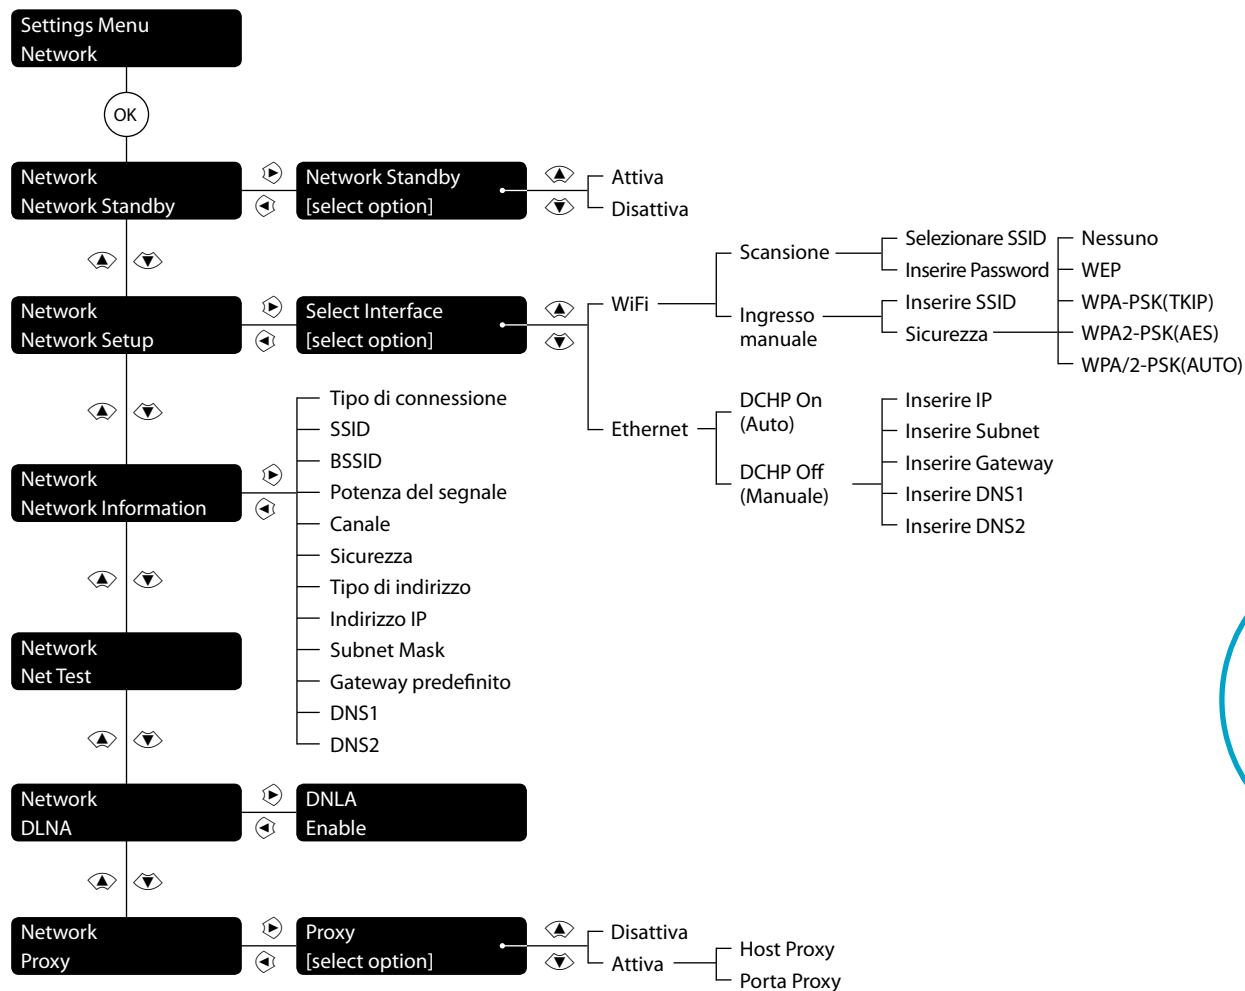 Settings Menu
Network
OK
Network
Network Standby
Network Standby
[select option]
Attiva
Disattiva
Network
Network Setup
Select Interface
[select option]
WiFi
Scansione
Selezionare SSID
Inserire Password
Ingresso
manuale
Inserire SSID
Sicurezza
Nessuno
WEP
WPA-PSK(TKIP)
WPA2-PSK(AES)
WPA/2-PSK(AUTO)
Ethernet
DCHP On
(Auto)
DCHP Off
(Manuale)
Inserire IP
Inserire Subnet
Inserire Gateway
Inserire DNS1
Inserire DNS2
Network
Network Information
Tipo di connessione
SSID
BSSID
Potenza del segnale
Canale
Sicurezza
Tipo di indirizzo
Indirizzo IP
Subnet Mask
Gateway predefinito
DNS1
DNS2
Network
Net Test
Network
DLNA
DNLA
Enable
Network
Proxy
Proxy
[select option]
Disattiva
Attiva
Host Proxy
Porta Proxy